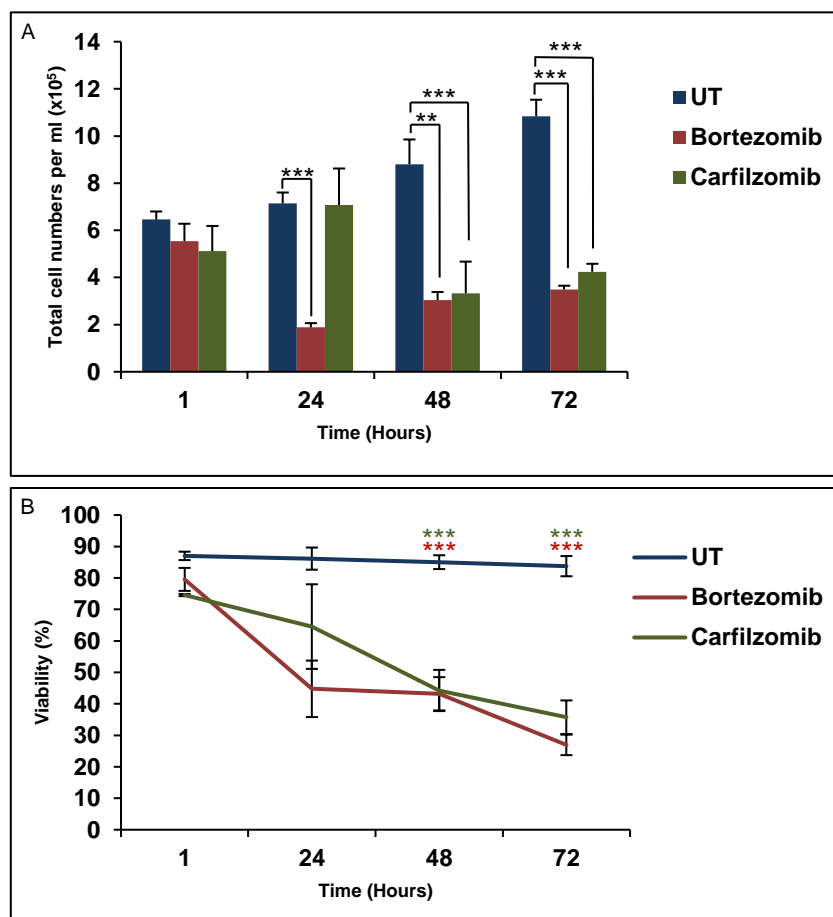 A
Total cell numbers per ml (x10⁵)
14
12
10
8
6
4
2
0
***
***
**
***
***
1 24 48 72
Time (Hours)
UT
Bortezomib
Carfilzomib
B
Viability (%)
100
90
80
70
60
50
40
30
20
10
0
*** ***
*** ***
1 24 48 72
Time (Hours)
UT
Bortezomib
Carfilzomib